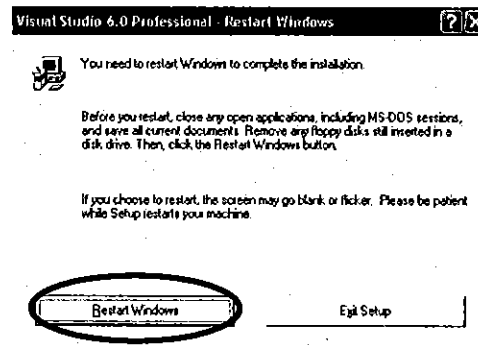 Visual Studio 6.0 Professional - Restart Windows
You need to restart Windows to complete the installation.
Before you restart, close any open applications, including MS-DOS sessions,
and save all current documents. Remove any floppy disks still inserted in a
disk drive. Then, click the Restart Windows button.
If you choose to restart, the screen may go blank or flicker. Please be patient
while Setup restarts your machine.
Restart Windows
Exit Setup